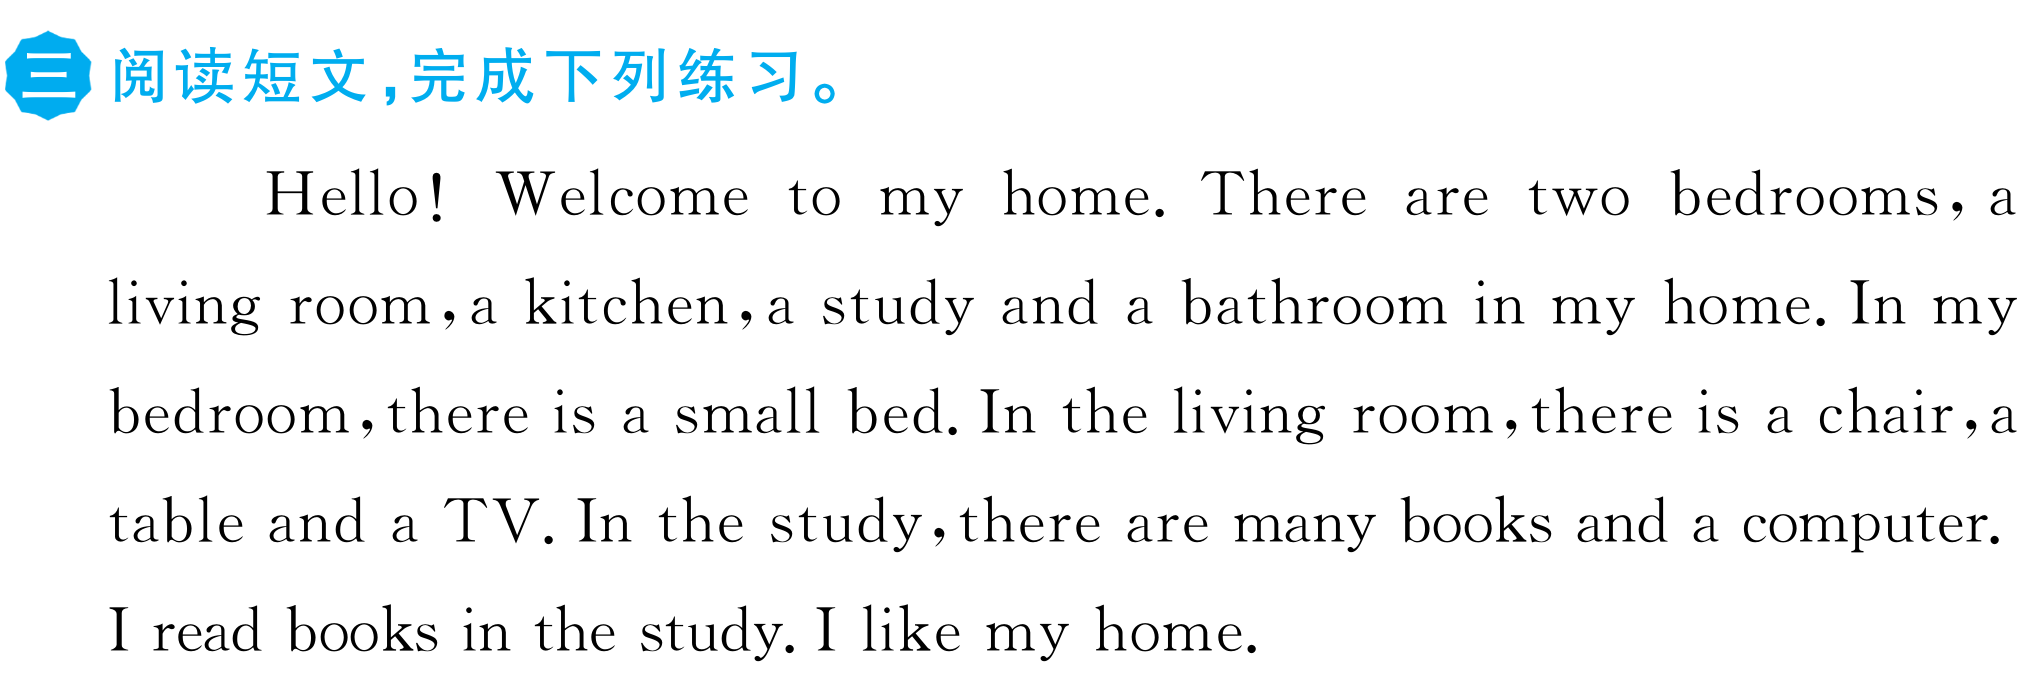 三 阅读短文,完成下列练习。
Hello! Welcome to my home. There are two bedrooms, a
living room, a kitchen, a study and a bathroom in my home. In my
bedroom, there is a small bed. In the living room, there is a chair, a
table and a TV. In the study, there are many books and a computer.
I read books in the study. I like my home.